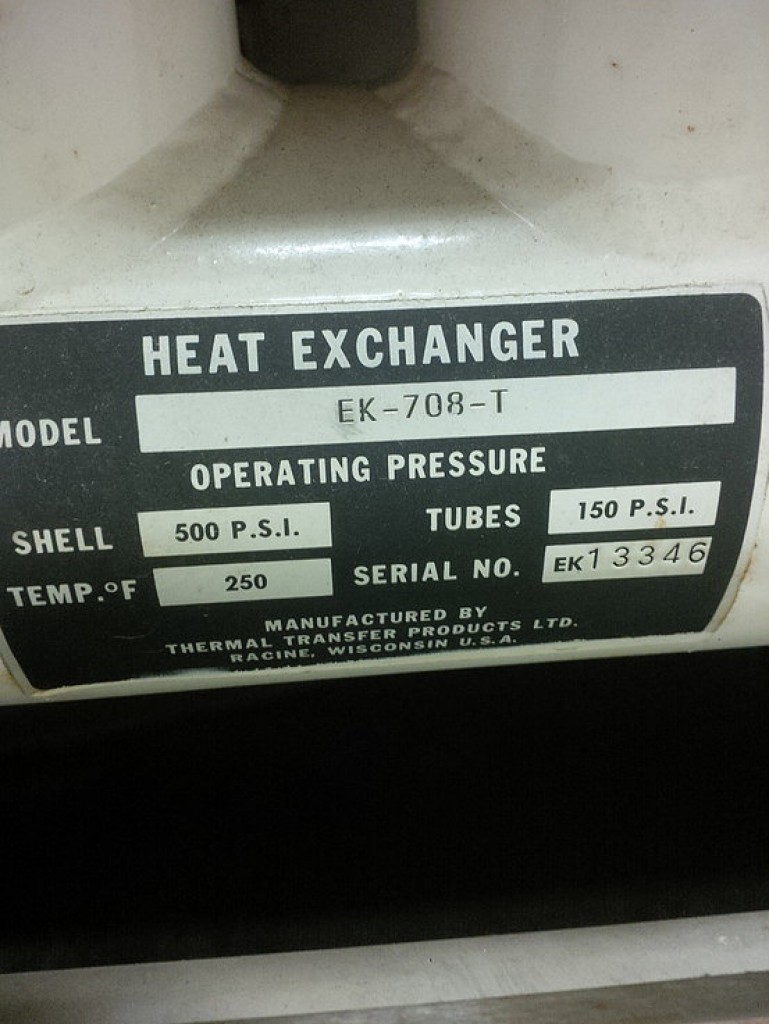 HEAT EXCHANGER
MODEL EK-708-T
OPERATING PRESSURE
SHELL 500 P.S.I. TUBES 150 P.S.I.
TEMP.°F 250 SERIAL NO. EK13346
MANUFACTURED BY
THERMAL TRANSFER PRODUCTS LTD.
RACINE, WISCONSIN U.S.A.